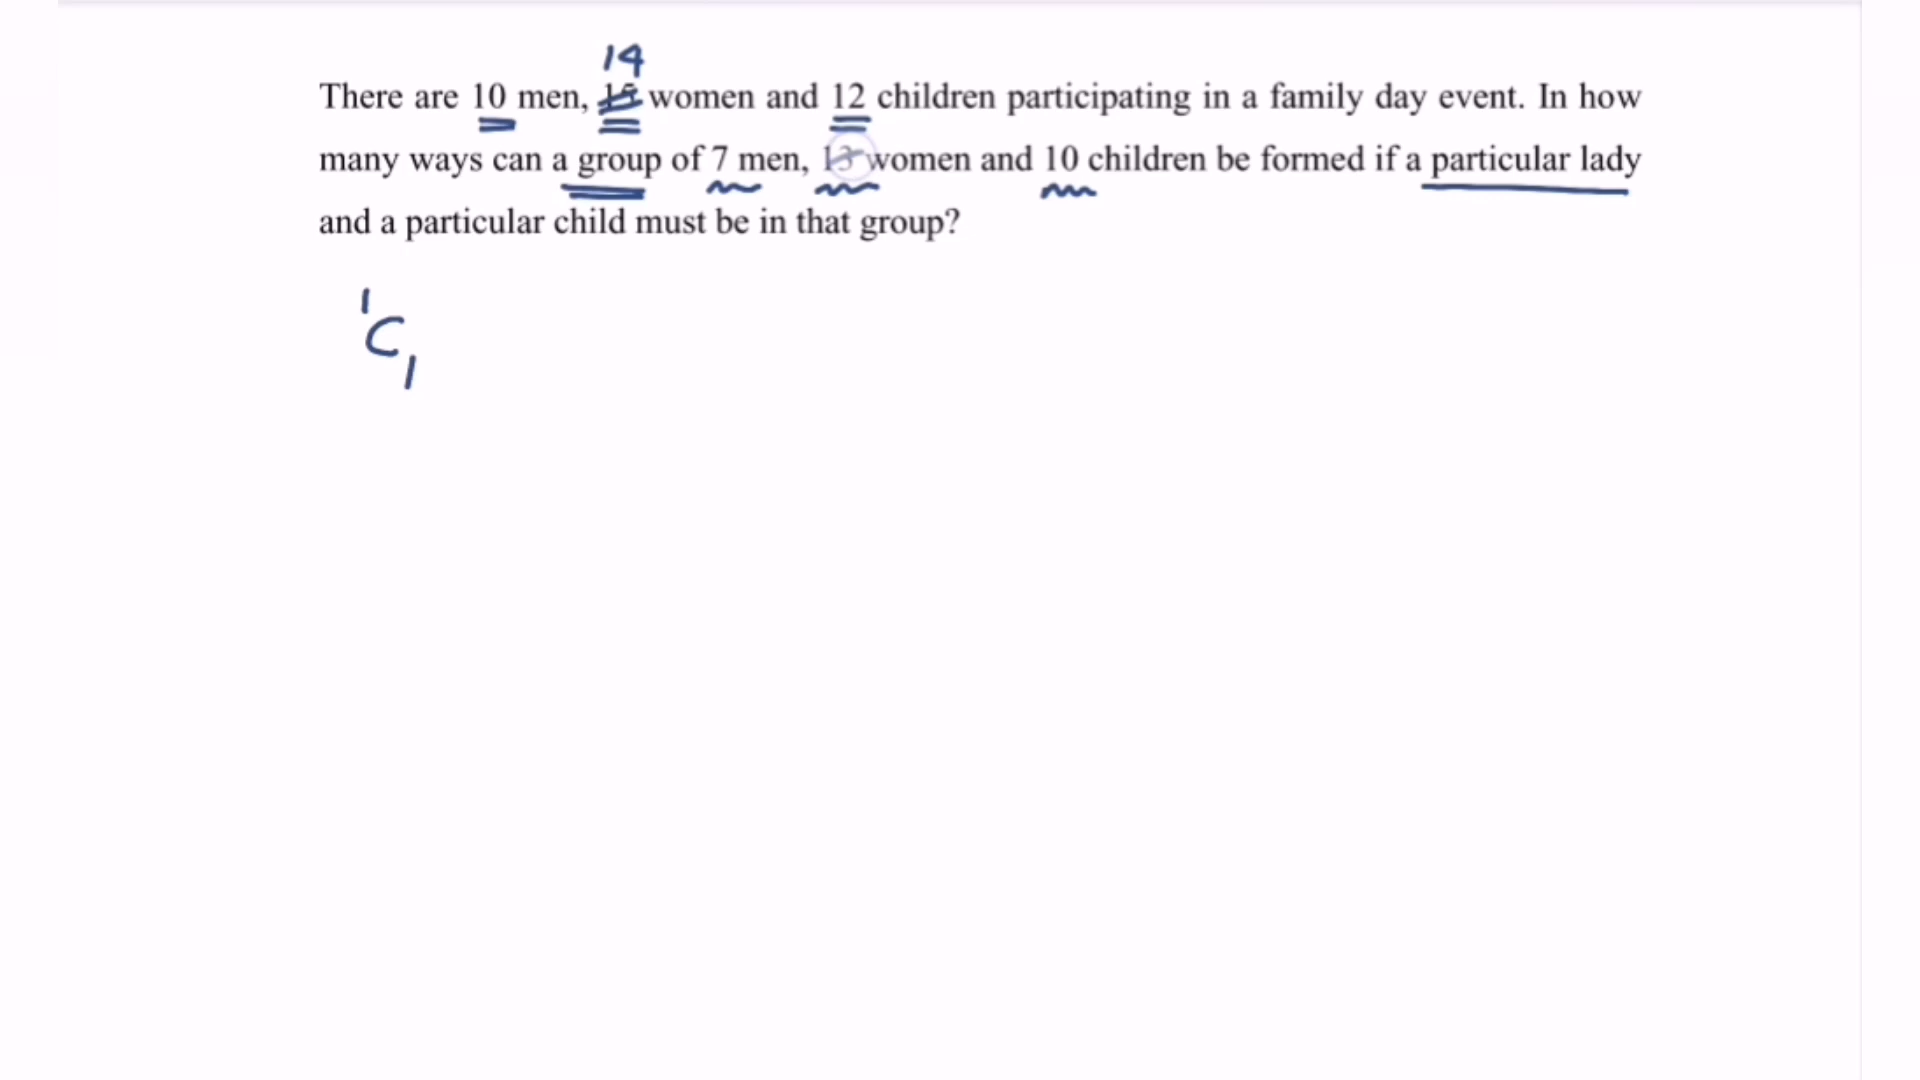 14
There are 10 men, 15 women and 12 children participating in a family day event. In how
many ways can a group of 7 men, 13 women and 10 children be formed if a particular lady
and a particular child must be in that group?
¹C₁